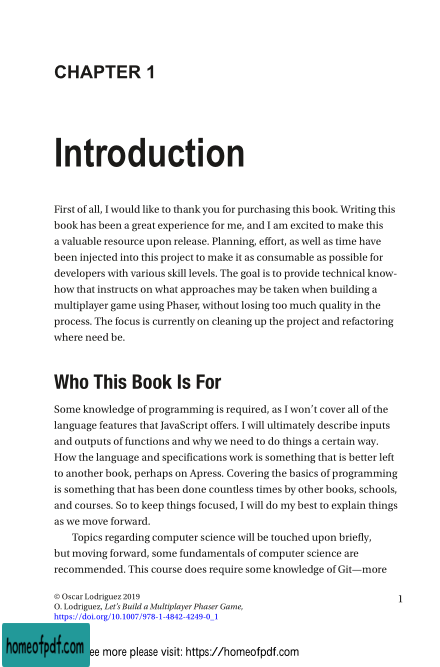 CHAPTER 1
Introduction
First of all, I would like to thank you for purchasing this book. Writing this
book has been a great experience for me, and I am excited to make this
a valuable resource upon release. Planning, effort, as well as time have
been injected into this project to make it as consumable as possible for
developers with various skill levels. The goal is to provide technical know-
how that instructs on what approaches may be taken when building a
multiplayer game using Phaser, without losing too much quality in the
process. The focus is currently on cleaning up the project and refactoring
where need be.
Who This Book Is For
Some knowledge of programming is required, as I won’t cover all of the
language features that JavaScript offers. I will ultimately describe inputs
and outputs of functions and why we need to do things a certain way.
How the language and specifications work is something that is better left
to another book, perhaps on Apress. Covering the basics of programming
is something that has been done countless times by other books, schools,
and courses. So to keep things focused, I will do my best to explain things
as we move forward.
Topics regarding computer science will be touched upon briefly,
but moving forward, some fundamentals of computer science are
recommended. This course does require some knowledge of Git—more
© Oscar Lodriguez 2019
O. Lodriguez, Let’s Build a Multiplayer Phaser Game,
https://doi.org/10.1007/978-1-4842-4249-0_1
1
homeofpdf.com
ee more please visit: https://homeofpdf.com